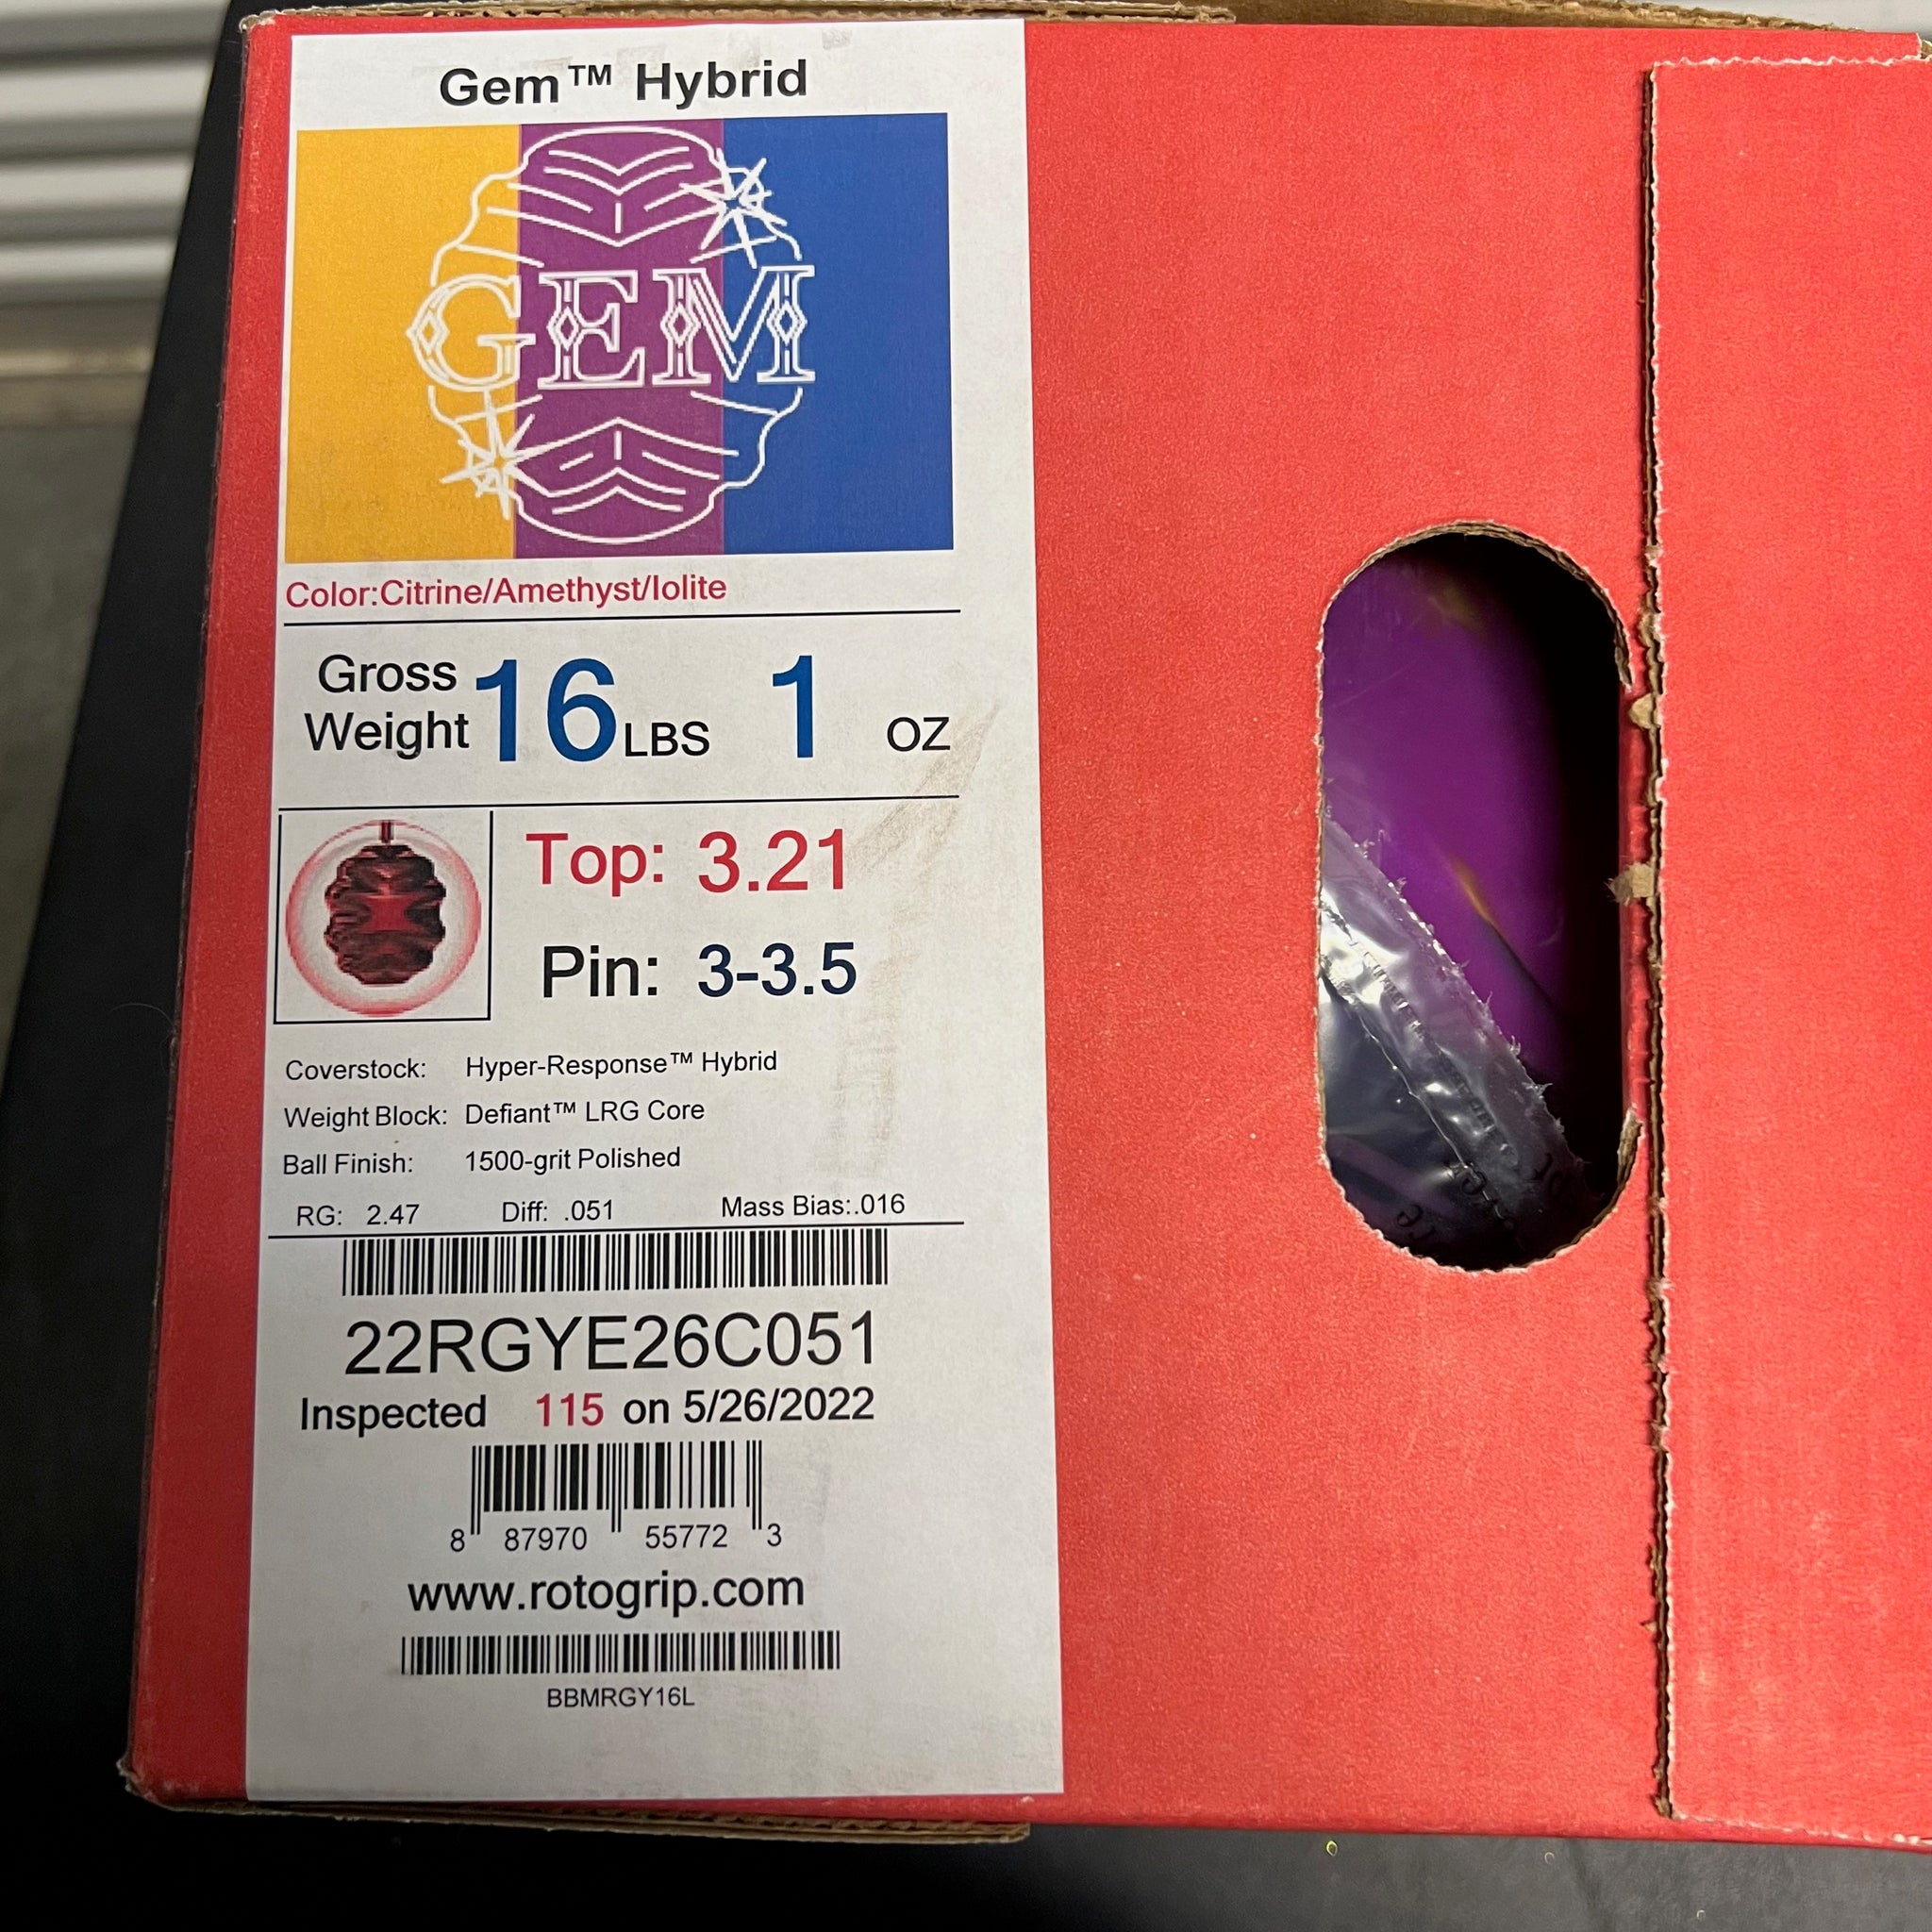 Gem™ Hybrid
GEM
Color:Citrine/Amethyst/Iolite
Gross Weight 16 LBS 1 OZ
Top: 3.21
Pin: 3-3.5
Coverstock: Hyper-Response™ Hybrid
Weight Block: Defiant™ LRG Core
Ball Finish: 1500-grit Polished
RG: 2.47 Diff: .051 Mass Bias:.016
22RGYE26C051
Inspected 115 on 5/26/2022
8 87970 55772 3
www.rotogrip.com
BBMRGY16L